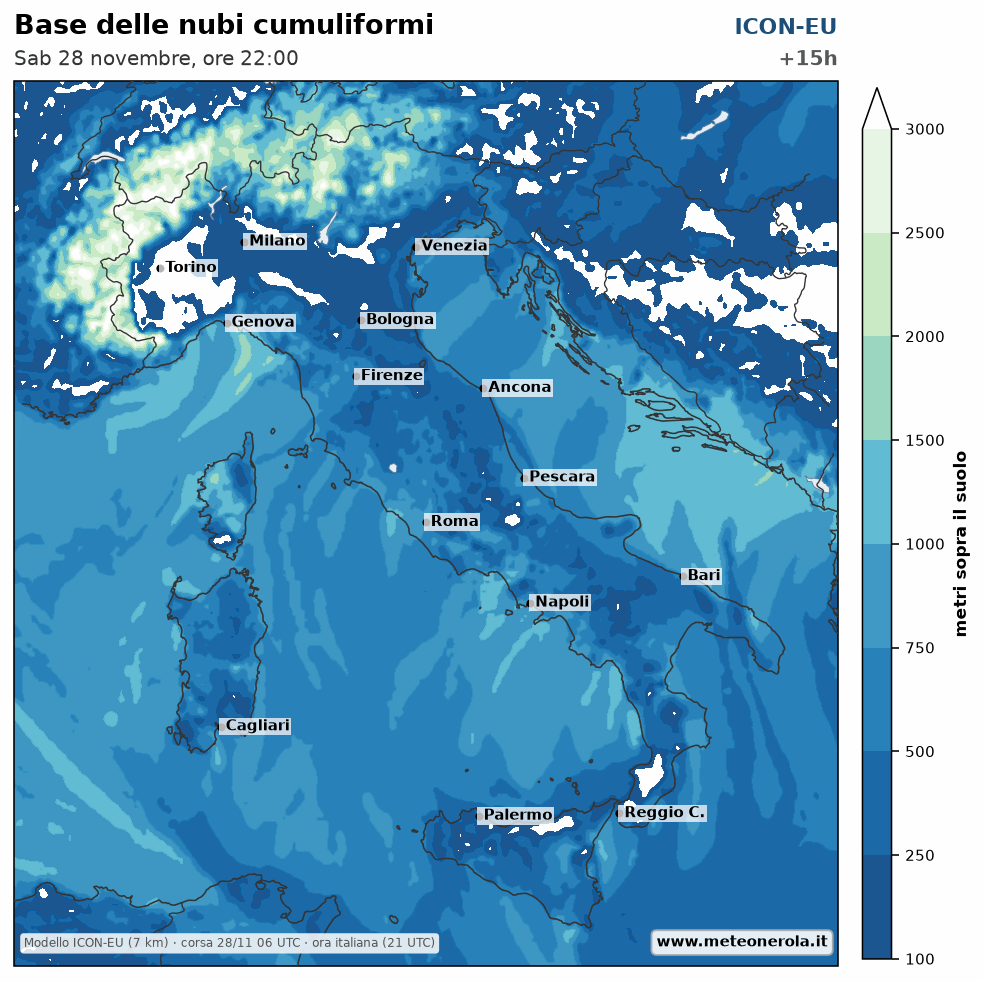 Base delle nubi cumuliformi
ICON-EU
Sab 28 novembre, ore 22:00
+15h
Milano
Venezia
Torino
Genova
Bologna
Firenze
Ancona
Pescara
Roma
Bari
Napoli
Cagliari
Palermo
Reggio C.
3000
2500
2000
1500
1000
750
500
250
100
metri sopra il suolo
Modello ICON-EU (7 km) · corsa 28/11 06 UTC · ora italiana (21 UTC)
www.meteonerola.it